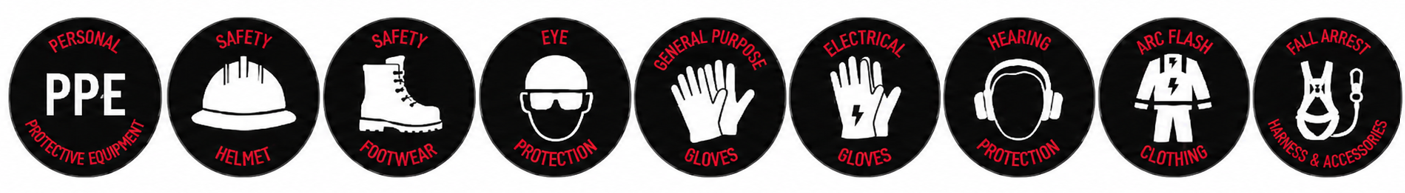 PERSONAL
PPE
PROTECTIVE EQUIPMENT
SAFETY
HELMET
SAFETY
FOOTWEAR
EYE
PROTECTION
GENERAL PURPOSE
GLOVES
ELECTRICAL
GLOVES
HEARING
PROTECTION
ARC FLASH
CLOTHING
FALL ARREST
HARNESS & ACCESSORIES